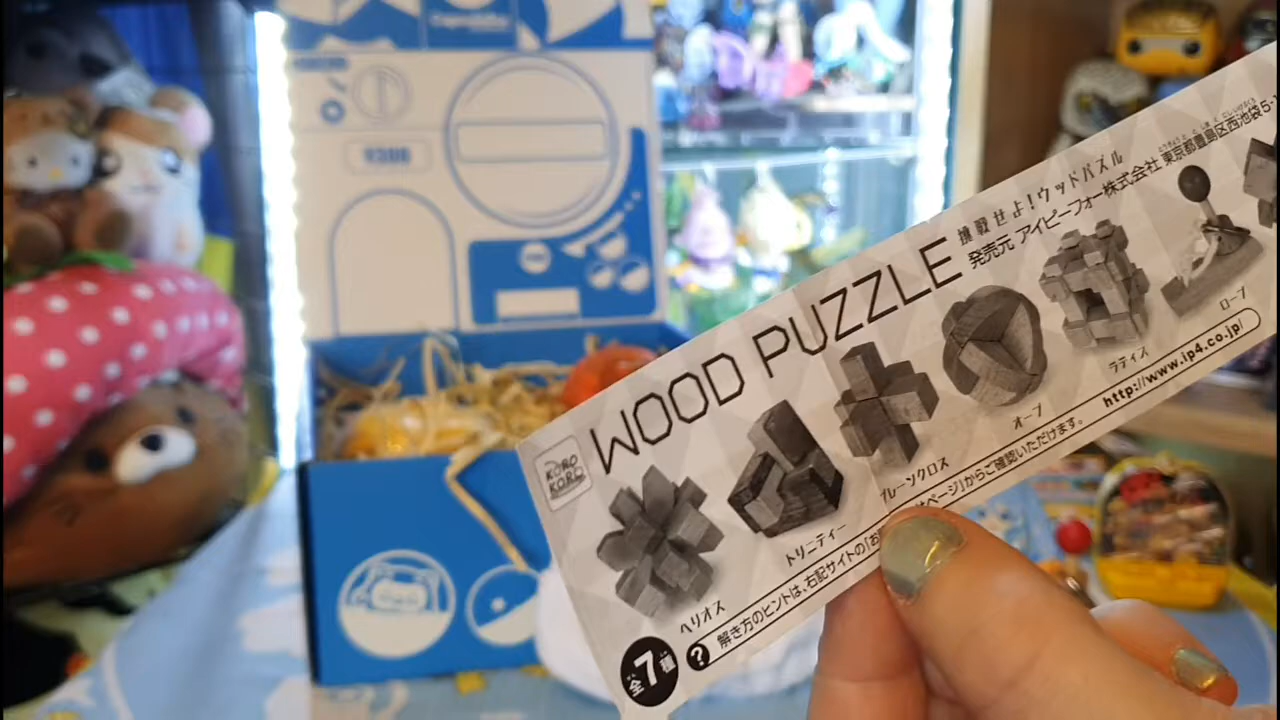 WOOD PUZZLE
挑戦せよ！ウッドパズル
発売元 アイピーフォー株式会社 東京都豊島区西池袋5-
KORO
KORO
ヘリオス
トリニティー
プレーンクロス
オーブ
ラティス
ロープ
全7種
? 解き方のヒントは、右記サイトの「お
ページ」からご確認いただけます。
http://www.ip4.co.jp/
¥300